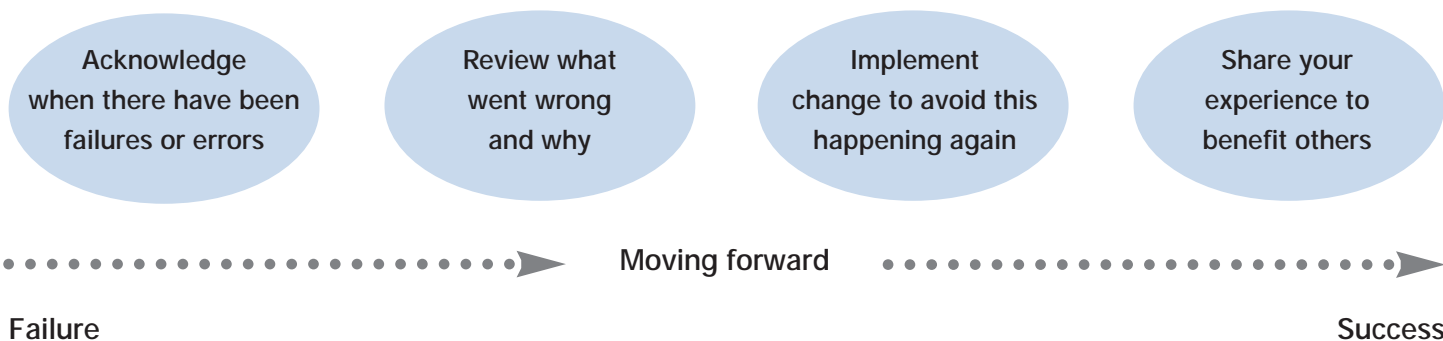 Acknowledge
when there have been
failures or errors
Review what
went wrong
and why
Implement
change to avoid this
happening again
Share your
experience to
benefit others
Moving forward
Failure
Success